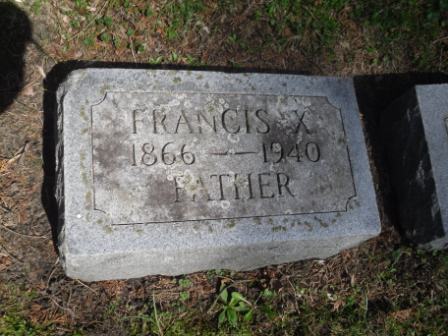 FRANCIS X
1866 — 1940
FATHER